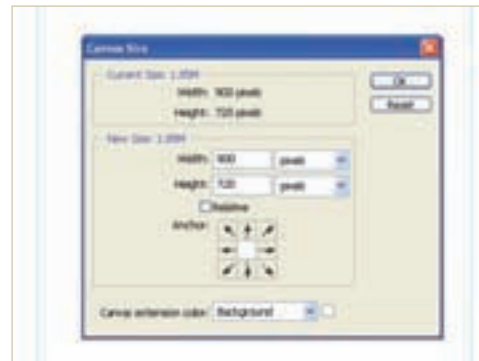 Canvas Size
Current Size: 1.85M
Width: 900 pixels
Height: 720 pixels
Ok
Reset
New Size: 1.85M
Width: 900 pixels
Height: 720 pixels
Relative
Anchor:
Canvas extension color: Background